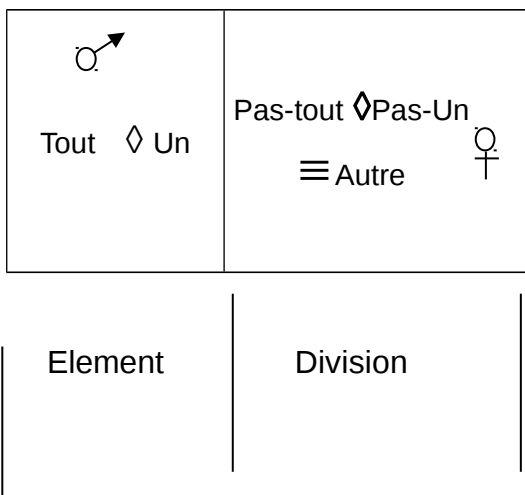 Tout ◊ Un
Pas-tout ◊Pas-Un
≡ Autre
Element
Division